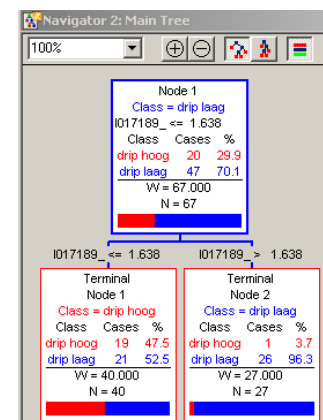 Navigator 2: Main Tree
100%
Node 1
Class = drip laag
I017189_ <= 1.638
Class Cases %
drip hoog 20 29.9
drip laag 47 70.1
W = 67.000
N = 67
I017189_ <= 1.638
I017189_ > 1.638
Terminal
Node 1
Class = drip hoog
Class Cases %
drip hoog 19 47.5
drip laag 21 52.5
W = 40.000
N = 40
Terminal
Node 2
Class = drip laag
Class Cases %
drip hoog 1 3.7
drip laag 26 96.3
W = 27.000
N = 27